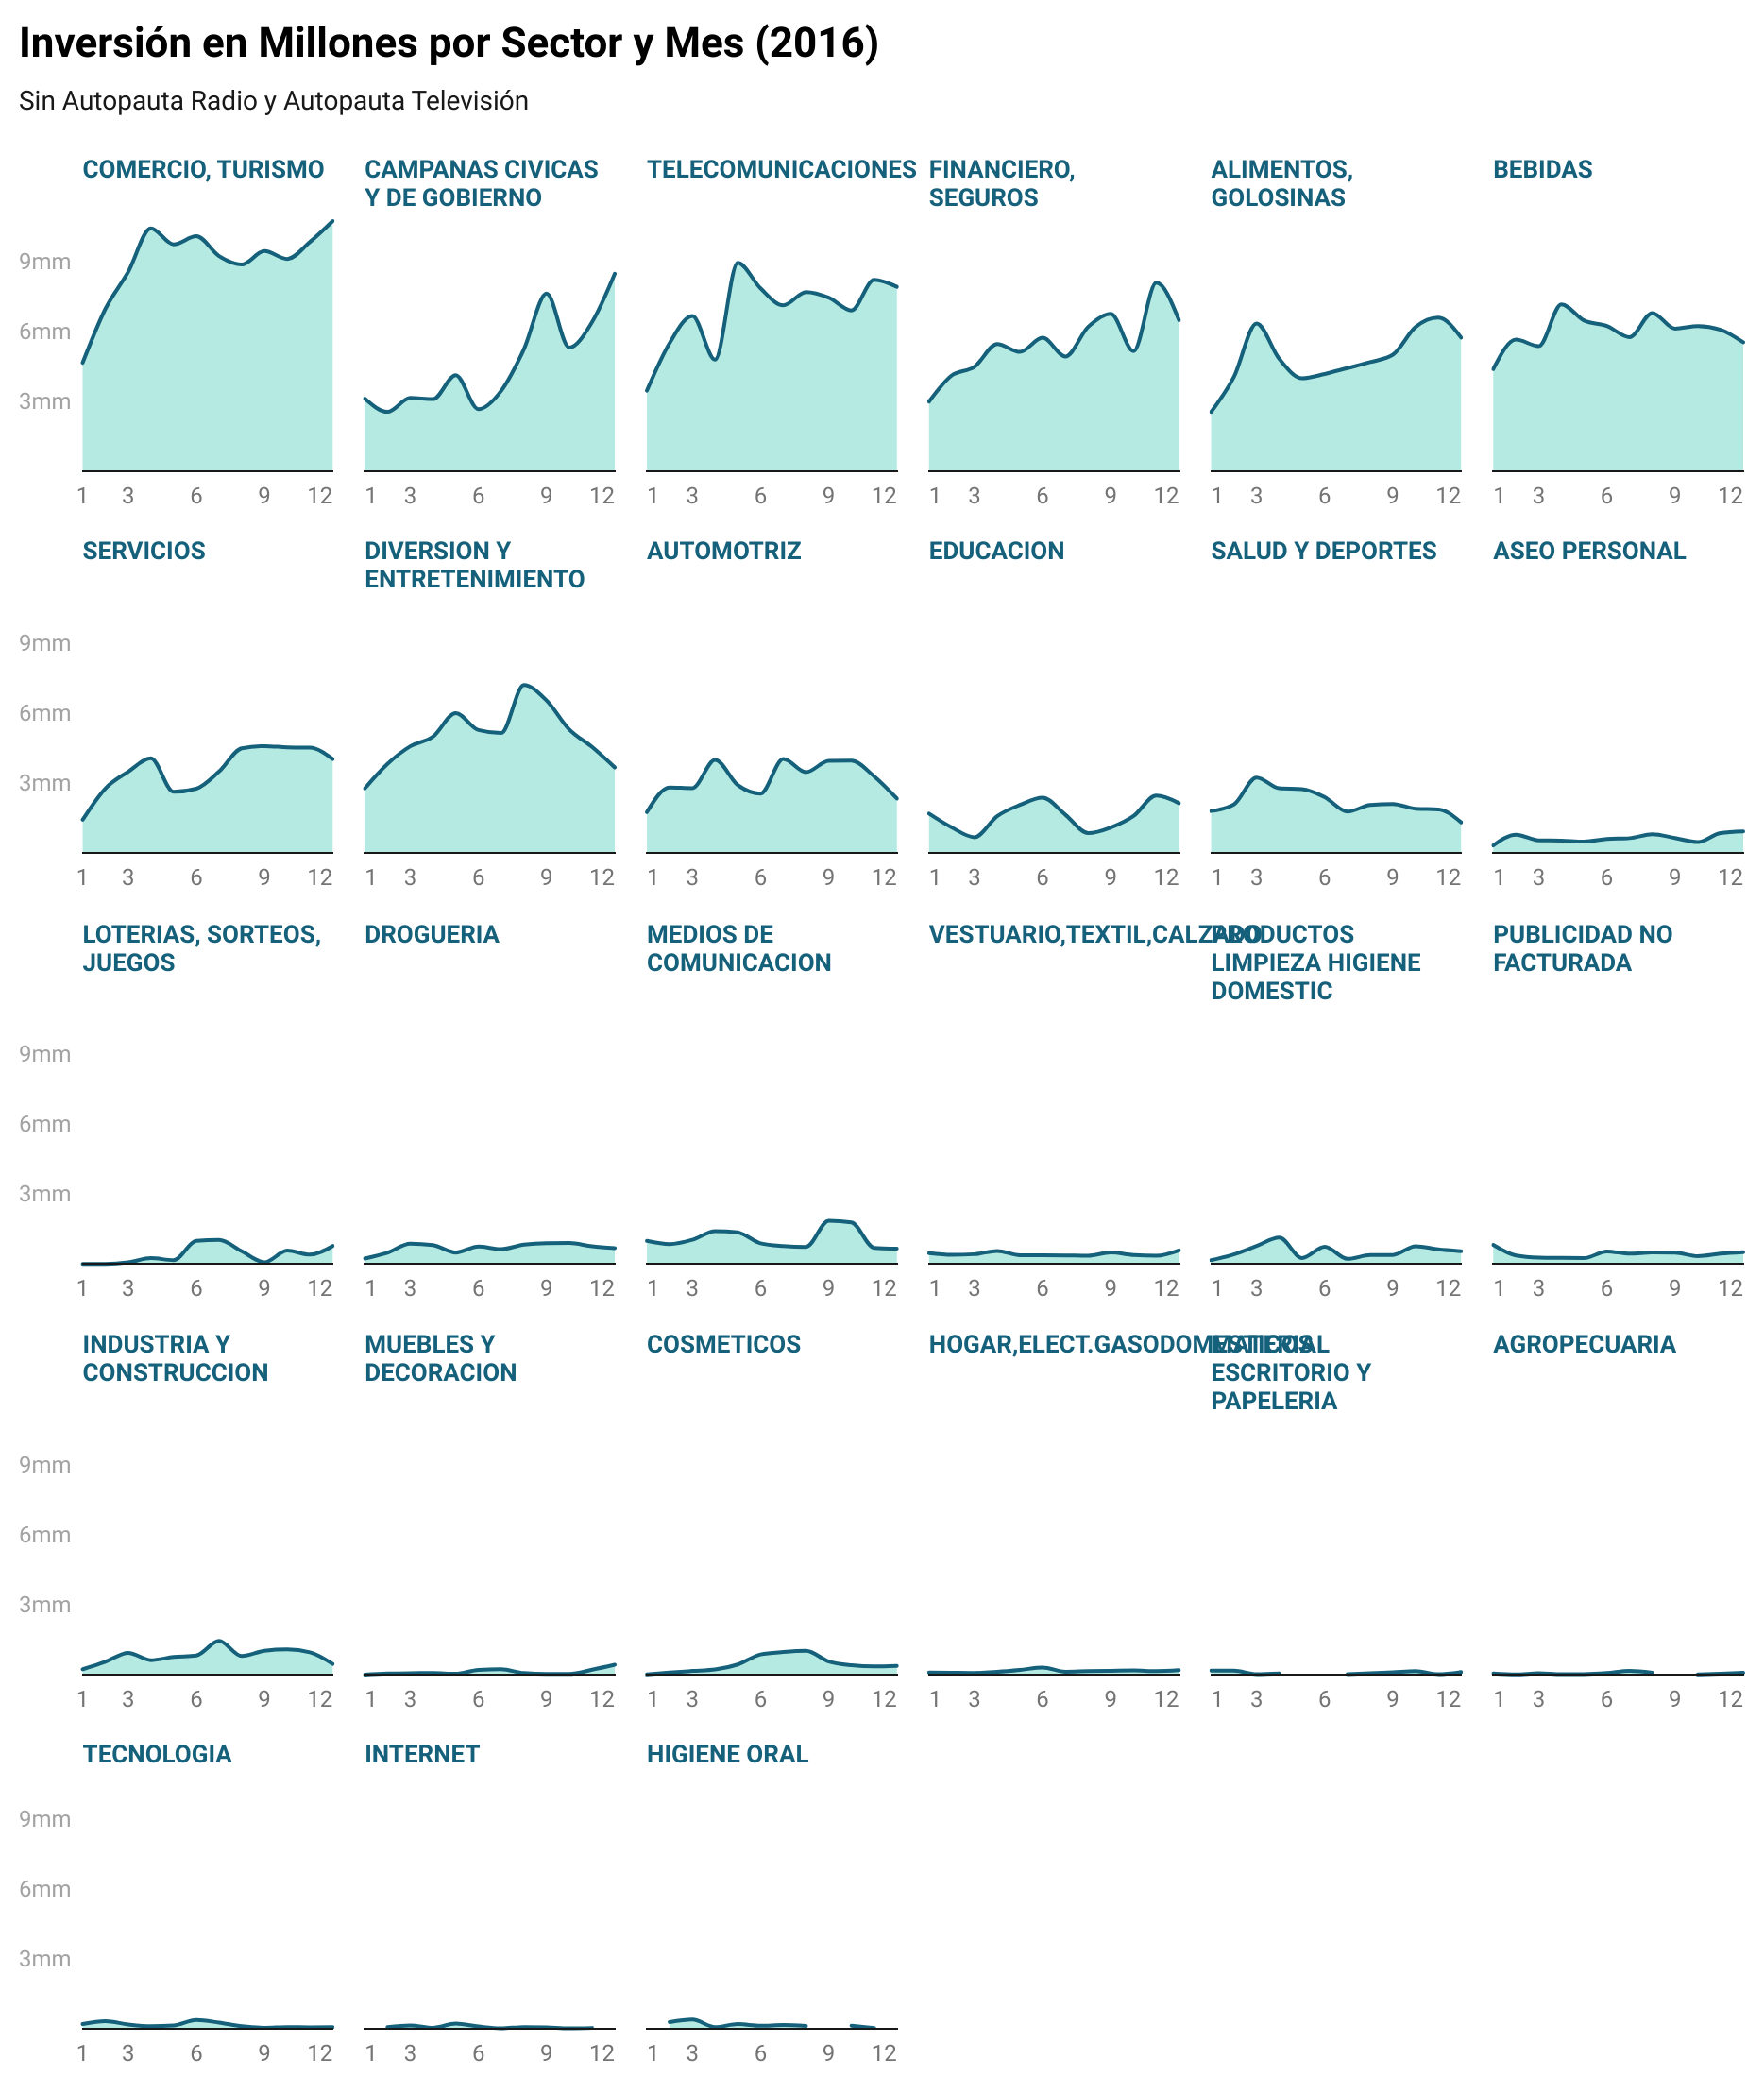 Inversión en Millones por Sector y Mes (2016)
Sin Autopauta Radio y Autopauta Televisión
COMERCIO, TURISMO
CAMPANAS CIVICAS
Y DE GOBIERNO
TELECOMUNICACIONES
FINANCIERO,
SEGUROS
ALIMENTOS,
GOLOSINAS
BEBIDAS
9mm
6mm
3mm
1 3 6 9 12
1 3 6 9 12
1 3 6 9 12
1 3 6 9 12
1 3 6 9 12
1 3 6 9 12
SERVICIOS
DIVERSION Y
ENTRETENIMIENTO
AUTOMOTRIZ
EDUCACION
SALUD Y DEPORTES
ASEO PERSONAL
9mm
6mm
3mm
1 3 6 9 12
1 3 6 9 12
1 3 6 9 12
1 3 6 9 12
1 3 6 9 12
1 3 6 9 12
LOTERIAS, SORTEOS,
JUEGOS
DROGUERIA
MEDIOS DE
COMUNICACION
VESTUARIO,TEXTIL,CALZADO
PRODUCTOS
LIMPIEZA HIGIENE
DOMESTIC
PUBLICIDAD NO
FACTURADA
9mm
6mm
3mm
1 3 6 9 12
1 3 6 9 12
1 3 6 9 12
1 3 6 9 12
1 3 6 9 12
1 3 6 9 12
INDUSTRIA Y
CONSTRUCCION
MUEBLES Y
DECORACION
COSMETICOS
HOGAR,ELECT.GASODOMESTICOS
MATERIAL
ESCRITORIO Y
PAPELERIA
AGROPECUARIA
9mm
6mm
3mm
1 3 6 9 12
1 3 6 9 12
1 3 6 9 12
1 3 6 9 12
1 3 6 9 12
1 3 6 9 12
TECNOLOGIA
INTERNET
HIGIENE ORAL
9mm
6mm
3mm
1 3 6 9 12
1 3 6 9 12
1 3 6 9 12